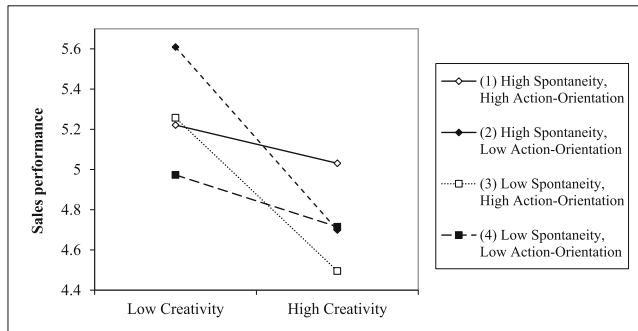 5.6
5.4
5.2
5
4.8
4.6
4.4
Sales performance
Low Creativity
High Creativity
(1) High Spontaneity,
High Action-Orientation
(2) High Spontaneity,
Low Action-Orientation
(3) Low Spontaneity,
High Action-Orientation
(4) Low Spontaneity,
Low Action-Orientation